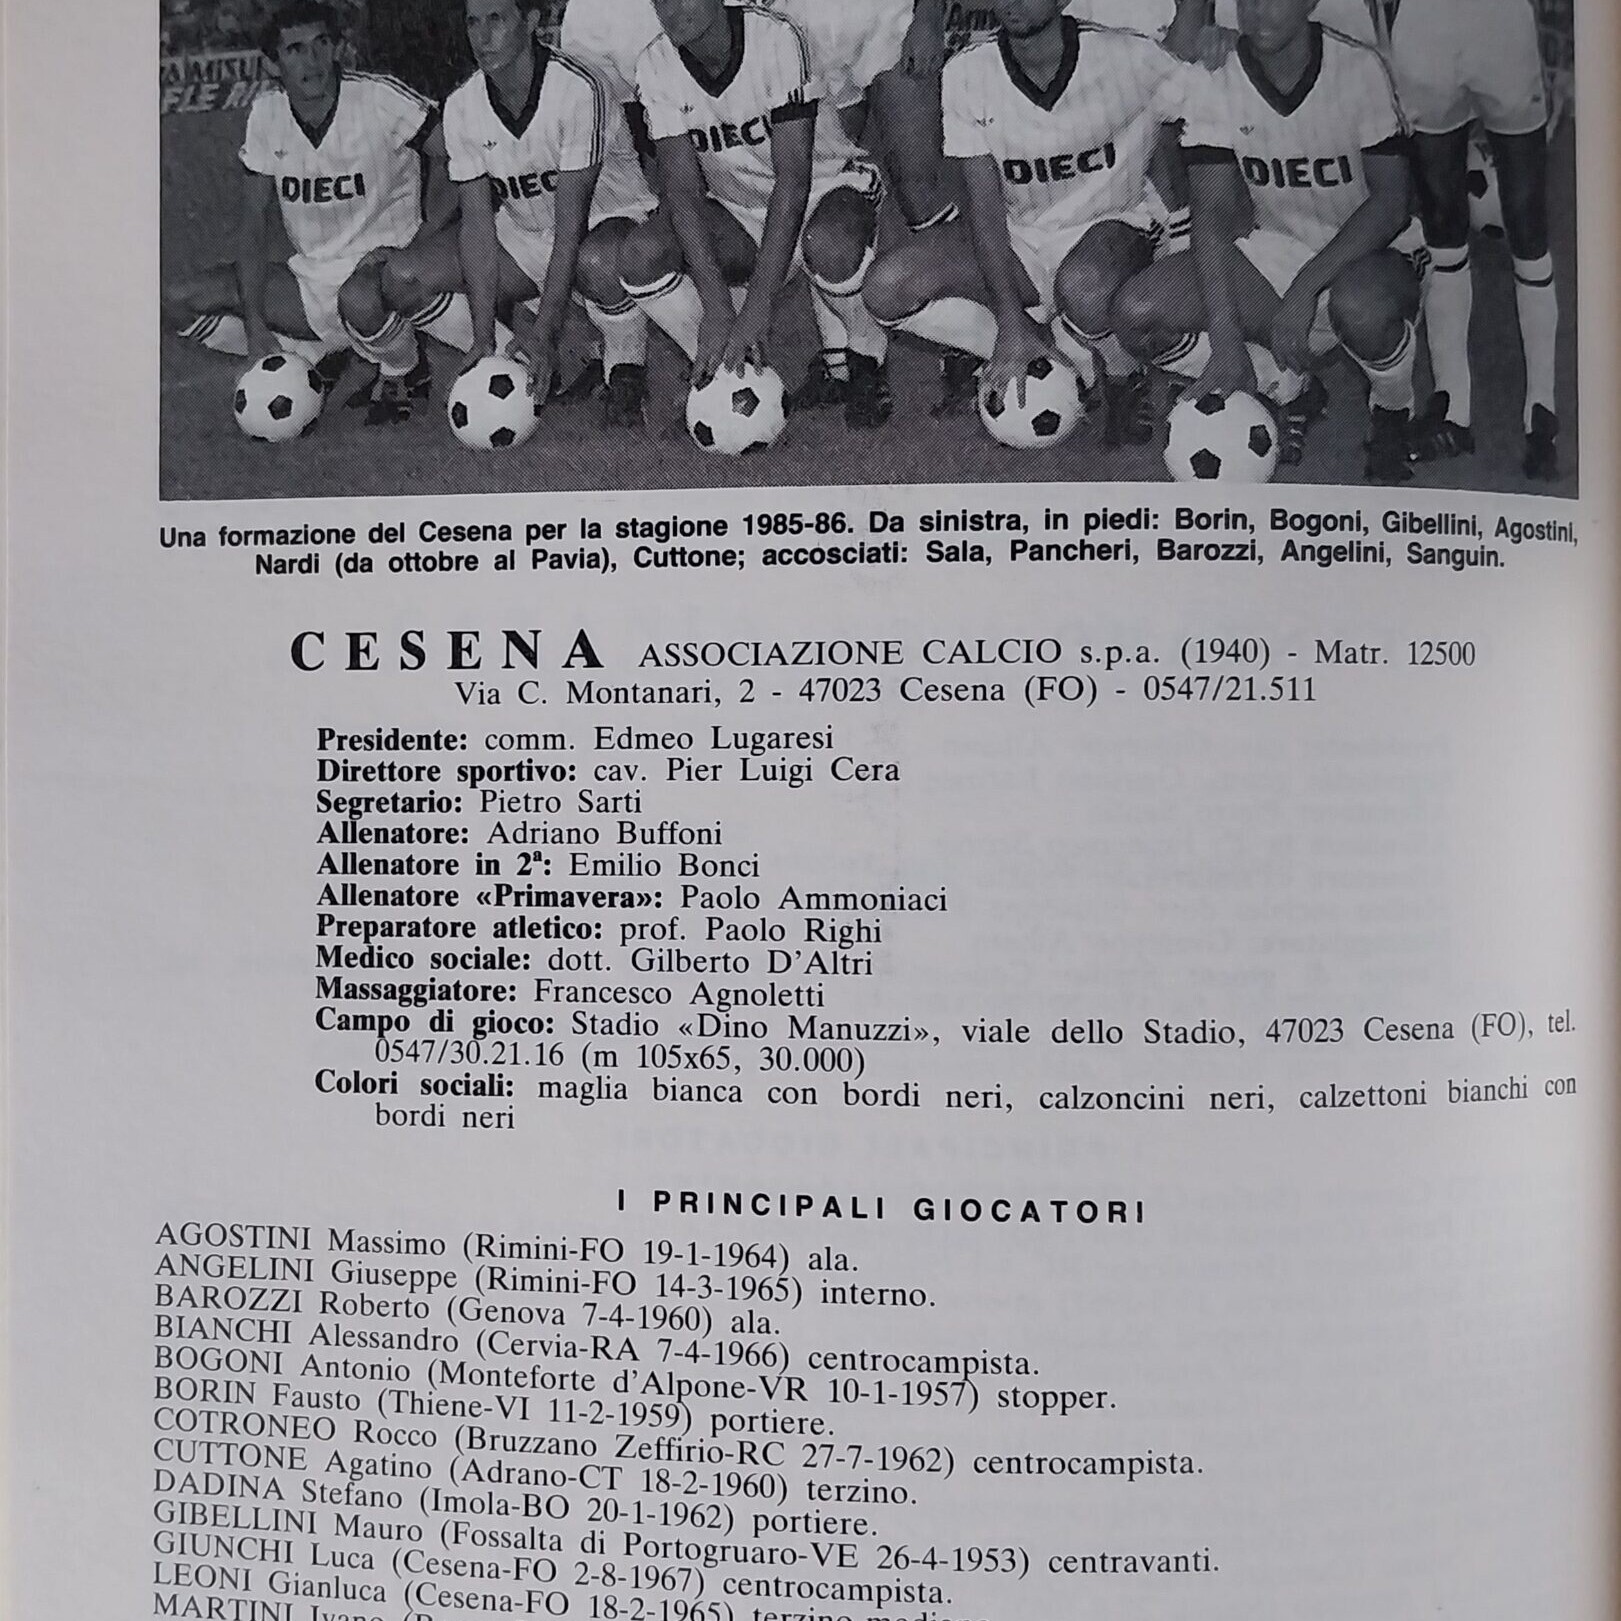 A MISU
DIECI
DIEC
DIECI
DIECI
DIECI
Una formazione del Cesena per la stagione 1985-86. Da sinistra, in piedi: Borin, Bogoni, Gibellini, Agostini,
Nardi (da ottobre al Pavia), Cuttone; accosciati: Sala, Pancheri, Barozzi, Angelini, Sanguin.
CESENA ASSOCIAZIONE CALCIO s.p.a. (1940) - Matr. 12500
Via C. Montanari, 2 - 47023 Cesena (FO) - 0547/21.511
Presidente: comm. Edmeo Lugaresi
Direttore sportivo: cav. Pier Luigi Cera
Segretario: Pietro Sarti
Allenatore: Adriano Buffoni
Allenatore in 2ª: Emilio Bonci
Allenatore «Primavera»: Paolo Ammoniaci
Preparatore atletico: prof. Paolo Righi
Medico sociale: dott. Gilberto D'Altri
Massaggiatore: Francesco Agnoletti
Campo di gioco: Stadio «Dino Manuzzi», viale dello Stadio, 47023 Cesena (FO), tel.
0547/30.21.16 (m 105x65, 30.000)
Colori sociali: maglia bianca con bordi neri, calzoncini neri, calzettoni bianchi con
bordi neri
I PRINCIPALI GIOCATORI
AGOSTINI Massimo (Rimini-FO 19-1-1964) ala.
ANGELINI Giuseppe (Rimini-FO 14-3-1965) interno.
BAROZZI Roberto (Genova 7-4-1960) ala.
BIANCHI Alessandro (Cervia-RA 7-4-1966) centrocampista.
BOGONI Antonio (Monteforte d'Alpone-VR 10-1-1957) stopper.
BORIN Fausto (Thiene-VI 11-2-1959) portiere.
COTRONEO Rocco (Bruzzano Zeffirio-RC 27-7-1962) centrocampista.
CUTTONE Agatino (Adrano-CT 18-2-1960) terzino.
DADINA Stefano (Imola-BO 20-1-1962) portiere.
GIBELLINI Mauro (Fossalta di Portogruaro-VE 26-4-1953) centravanti.
GIUNCHI Luca (Cesena-FO 2-8-1967) centrocampista.
LEONI Gianluca (Cesena-FO 18-2-1965) terzino
MARTINI Ivano